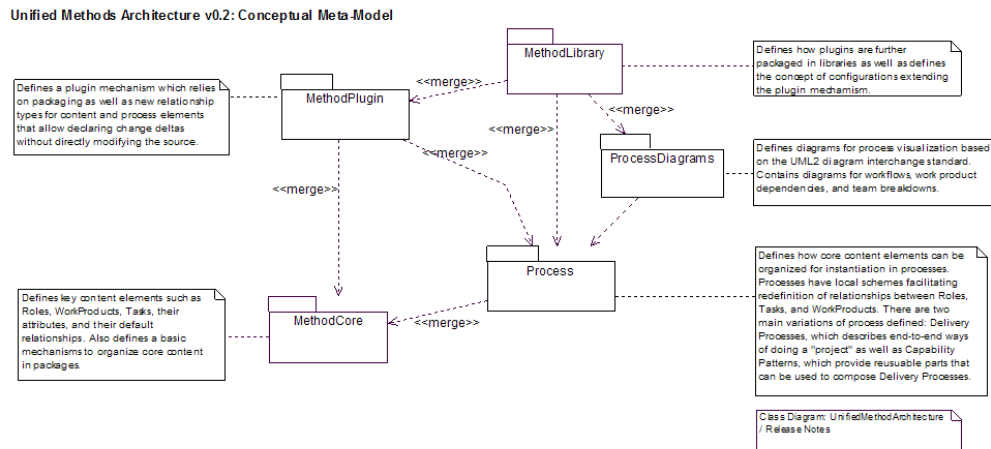 Unified Methods Architecture v0.2: Conceptual Meta-Model
MethodLibrary
Defines how plugins are further
packaged in libraries as well as defines
the concept of configurations extending
the plugin mechamism.
Defines a plugin mechanism which relies
on packaging as well as new relationship
types for content and process elements
that allow declaring change deltas
without directly modifying the source.
MethodPlugin
<<merge>>
<<merge>>
<<merge>>
ProcessDiagrams
Defines diagrams for process visualization based
on the UML2 diagram interchange standard.
Contains diagrams for workflows, work product
dependencies, and team breakdowns.
<<merge>>
Process
Defines how core content elements can be
organized for instantiation in processes.
Processes have local schemes facilitating
redefinition of relationships between Roles,
Tasks, and WorkProducts. There are two
main variations of process defined: Delivery
Processes, which describes end-to-end ways
of doing a "project" as well as Capability
Patterns, which provide reusuable parts that
can be used to compose Delivery Processes.
Defines key content elements such as
Roles, WorkProducts, Tasks, their
attributes, and their default
relationships. Also defines a basic
mechanisms to organize core content
in packages.
MethodCore
<<merge>>
Class Diagram: UnifiedMethodArchitecture
/ Release Notes